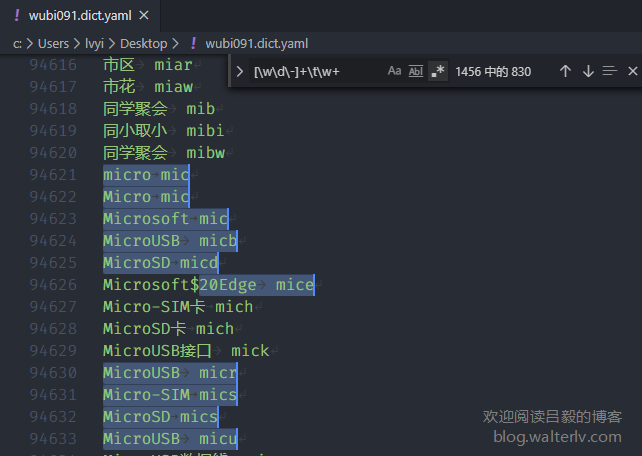 ! wubi091.dict.yaml ×
c: > Users > lvyi > Desktop > ! wubi091.dict.yaml
[\w\d\-]+\t\w+ Aa Abl .* 1456 中的 830
94616 市区 miar
94617 市花 miaw
94618 同学聚会 mib
94619 同小取小 mibi
94620 同学聚会 mibw
94621 micro mic
94622 Micro mic
94623 Microsoft mic
94624 MicroUSB micb
94625 MicroSD micd
94626 Microsoft$20Edge mice
94627 Micro-SIM卡 mich
94628 MicroSD卡 mich
94629 MicroUSB接口 mick
94630 MicroUSB micr
94631 Micro-SIM mics
94632 MicroSD mics
94633 MicroUSB micu
欢迎阅读吕毅的博客
blog.walterlv.com